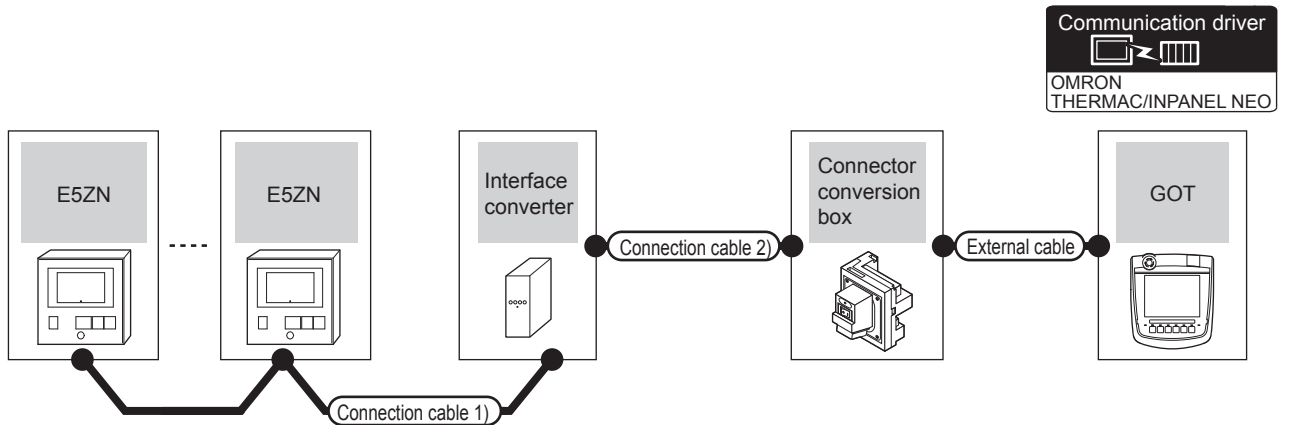 Communication driver
OMRON
THERMAC/INPANEL NEO
E5ZN
E5ZN
Interface
converter
Connector
conversion
box
GOT
Connection cable 2)
External cable
Connection cable 1)